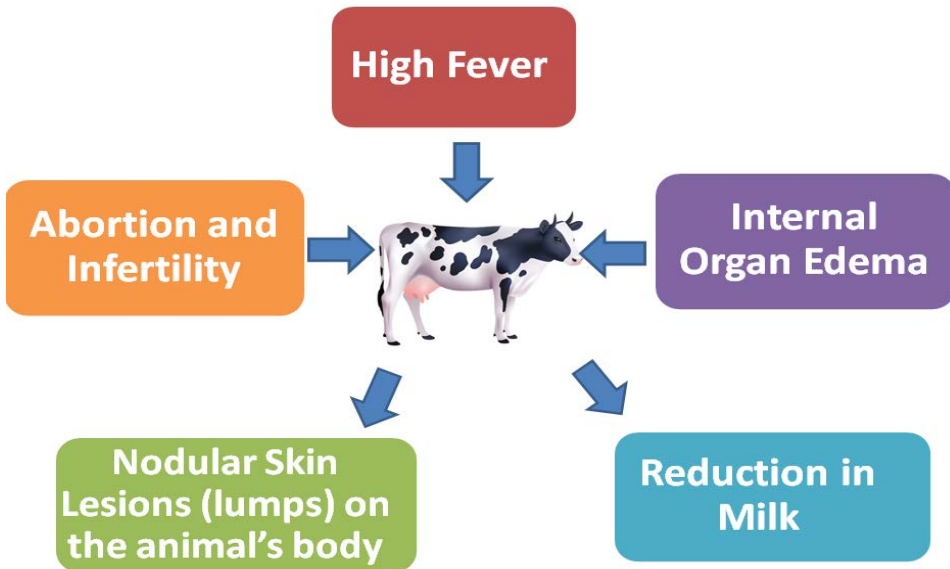 High Fever
Abortion and
Infertility
Internal
Organ Edema
Nodular Skin
Lesions (lumps) on
the animal's body
Reduction in
Milk